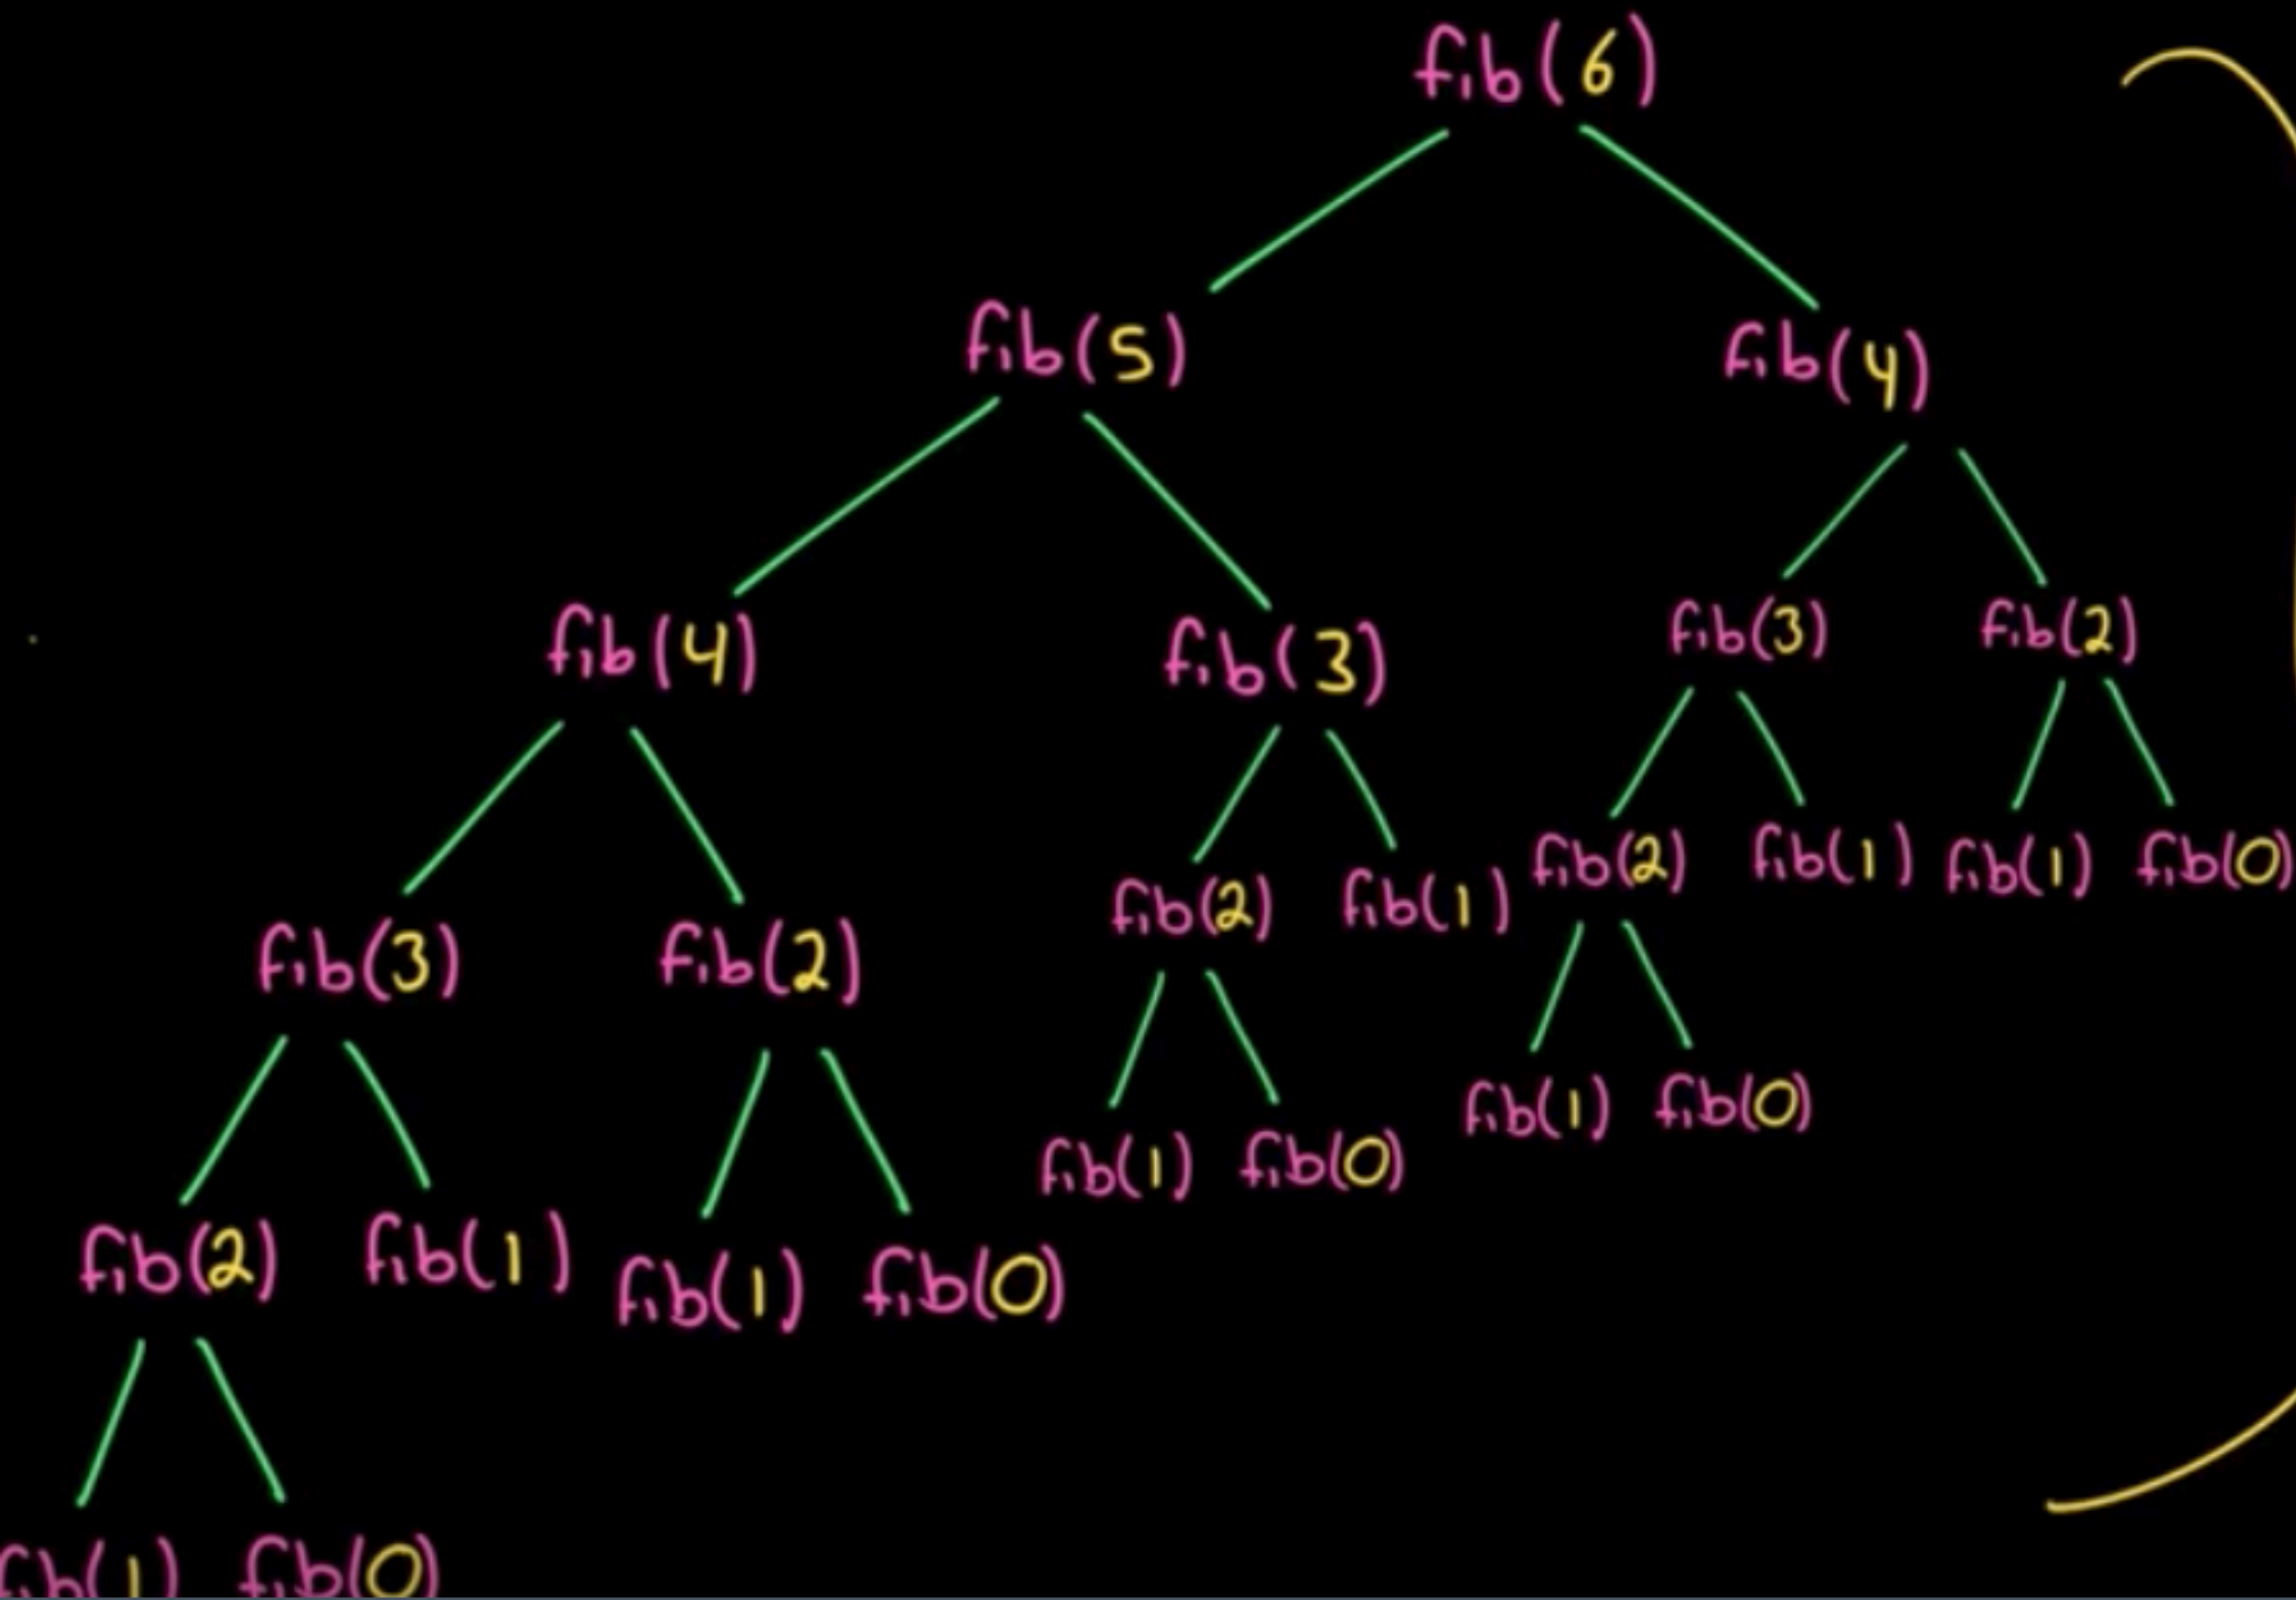 fib(6)
fib(5) fib(4)
fib(4) fib(3) fib(3) fib(2)
fib(3) fib(2) fib(2) fib(1) fib(2) fib(1) fib(1) fib(0)
fib(2) fib(1) fib(1) fib(0) fib(1) fib(0) fib(1) fib(0)
fib(1) fib(0)